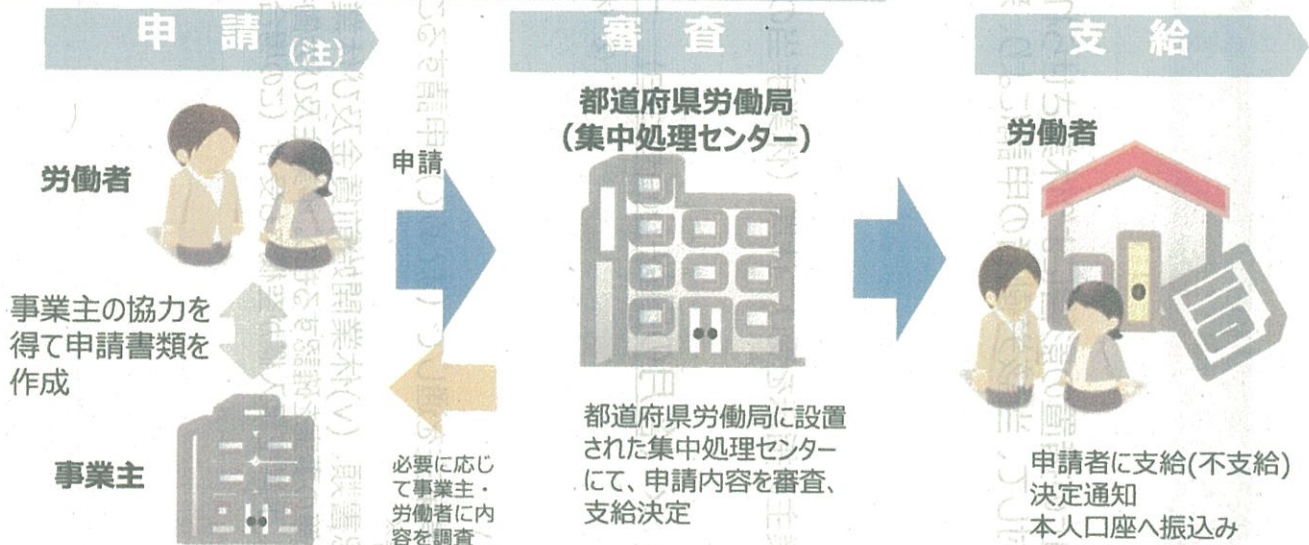 申請(注)
労働者
事業主の協力を
得て申請書類を
作成
事業主
申請
必要に応じ
て事業主・
労働者に内
容を調査
審査
都道府県労働局
(集中処理センター)
都道府県労働局に設置
された集中処理センター
にて、申請内容を審査、
支給決定
支給
労働者
申請者に支給(不支給)
決定通知
本人口座へ振込み